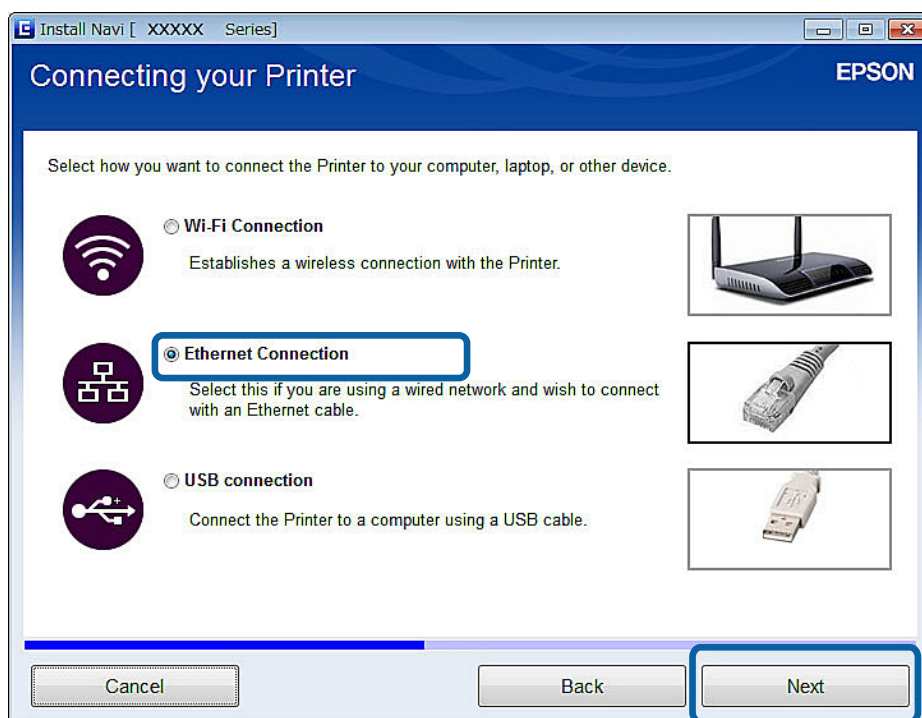 Install Navi [ XXXXX Series]
Connecting your Printer
EPSON
Select how you want to connect the Printer to your computer, laptop, or other device.
Wi-Fi Connection
Establishes a wireless connection with the Printer.
Ethernet Connection
Select this if you are using a wired network and wish to connect
with an Ethernet cable.
USB connection
Connect the Printer to a computer using a USB cable.
Cancel
Back
Next